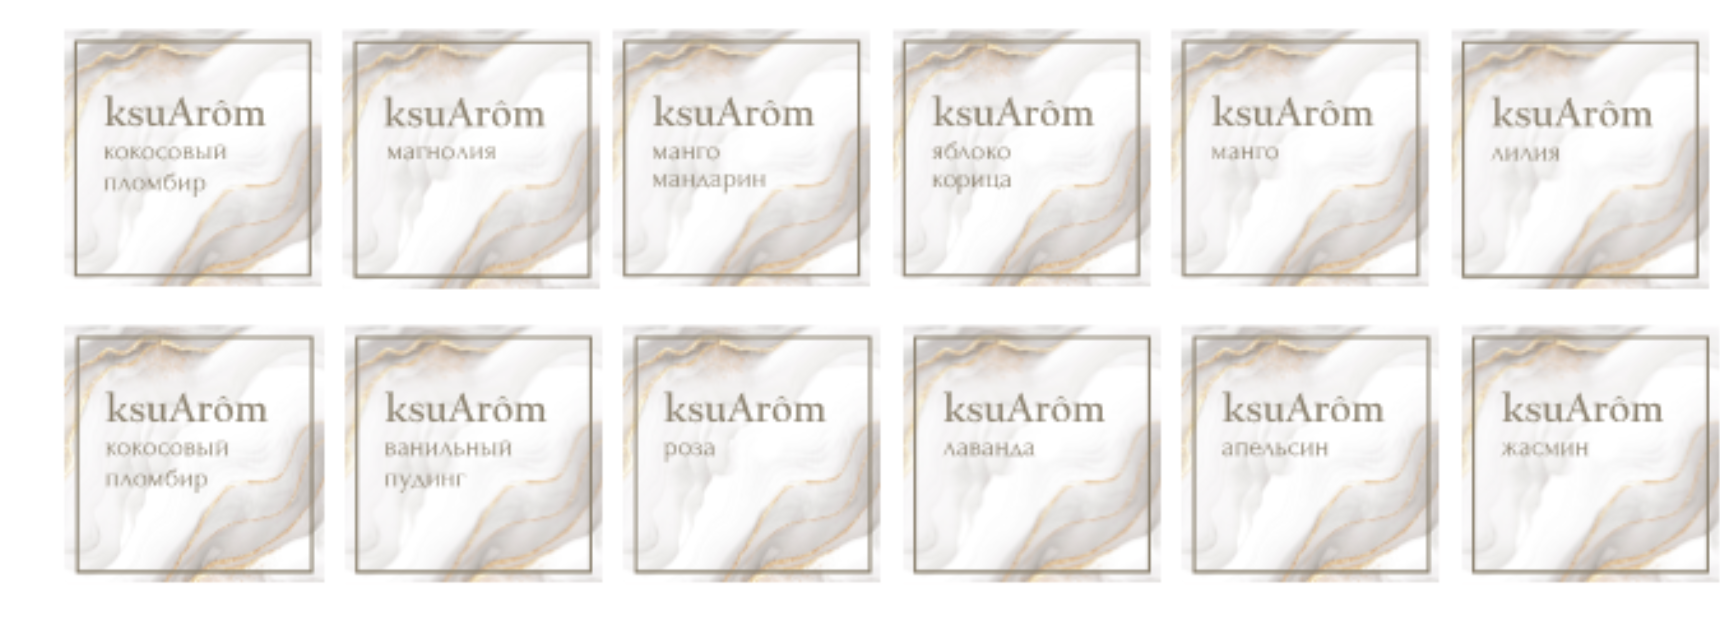 ksuArôm
кокосовый
пломбир
ksuArôm
магнолия
ksuArôm
манго
мандарин
ksuArôm
яблоко
корица
ksuArôm
манго
ksuArôm
лилия
ksuArôm
кокосовый
пломбир
ksuArôm
ванильный
пудинг
ksuArôm
роза
ksuArôm
лаванда
ksuArôm
апельсин
ksuArôm
жасмин